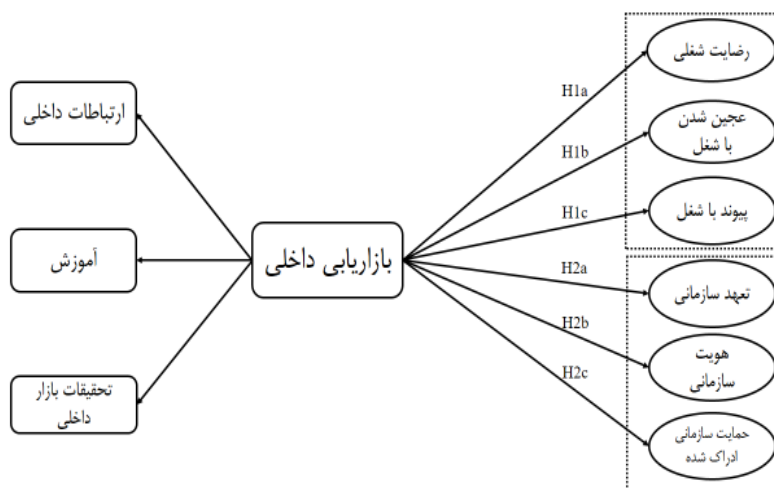 رضایت شغلی
عجین شدن
با شغل
پیوند با شغل
تعهد سازمانی
هویت
سازمانی
حمایت سازمانی
ادراک شده
H1a
H1b
H1c
H2a
H2b
H2c
بازاریابی داخلی
ارتباطات داخلی
آموزش
تحقیقات بازار
داخلی